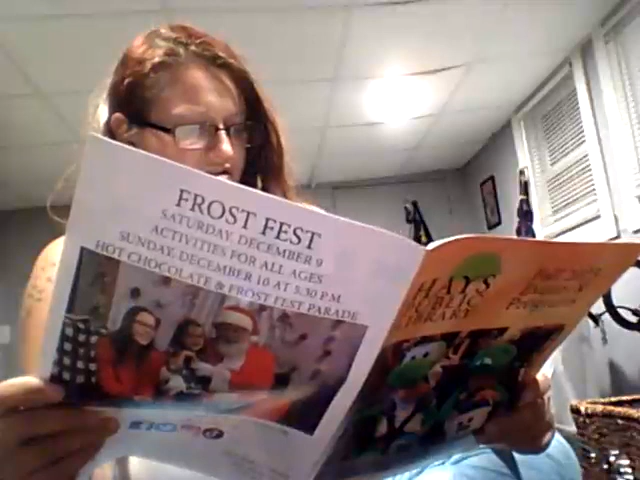 FROST FEST
SATURDAY, DECEMBER 9
ACTIVITIES FOR ALL AGES
SUNDAY, DECEMBER 10 AT 5:30 P.M.
HOT CHOCOLATE & FROST FEST PARADE
HAYS
PUBLIC
LIBRARY